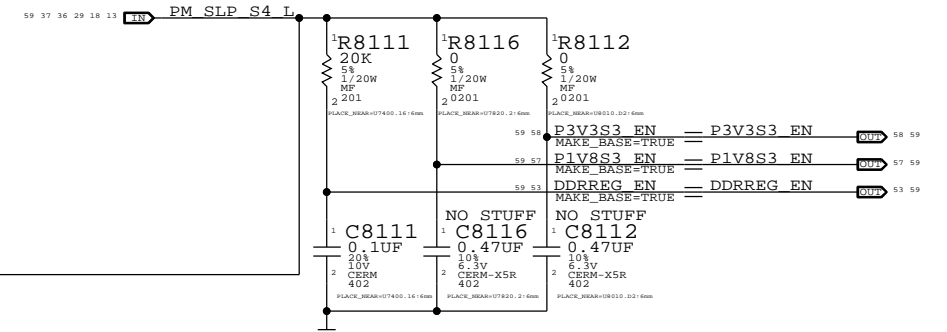 59 37 36 29 18 13 IN PM_SLP_S4_L
1 R8111
20K
5%
1/20W
MF
2 201
PLACE_NEAR=U7400.16:6mm
1 R8116
0
5%
1/20W
MF
2 0201
PLACE_NEAR=U7820.2:6mm
1 R8112
0
5%
1/20W
MF
2 0201
PLACE_NEAR=U8010.D2:6mm
59 58 P3V3S3_EN P3V3S3_EN OUT 58 59
MAKE_BASE=TRUE
59 57 P1V8S3_EN P1V8S3_EN OUT 57 59
MAKE_BASE=TRUE
59 53 DDRREG_EN DDRREG_EN OUT 53 59
MAKE_BASE=TRUE
1 C8111
0.1UF
20%
10V
2 CERM
402
PLACE_NEAR=U7400.16:6mm
NO STUFF
1 C8116
0.47UF
10%
6.3V
2 CERM-X5R
402
PLACE_NEAR=U7820.2:6mm
NO STUFF
1 C8112
0.47UF
10%
6.3V
2 CERM-X5R
402
PLACE_NEAR=U8010.D2:6mm